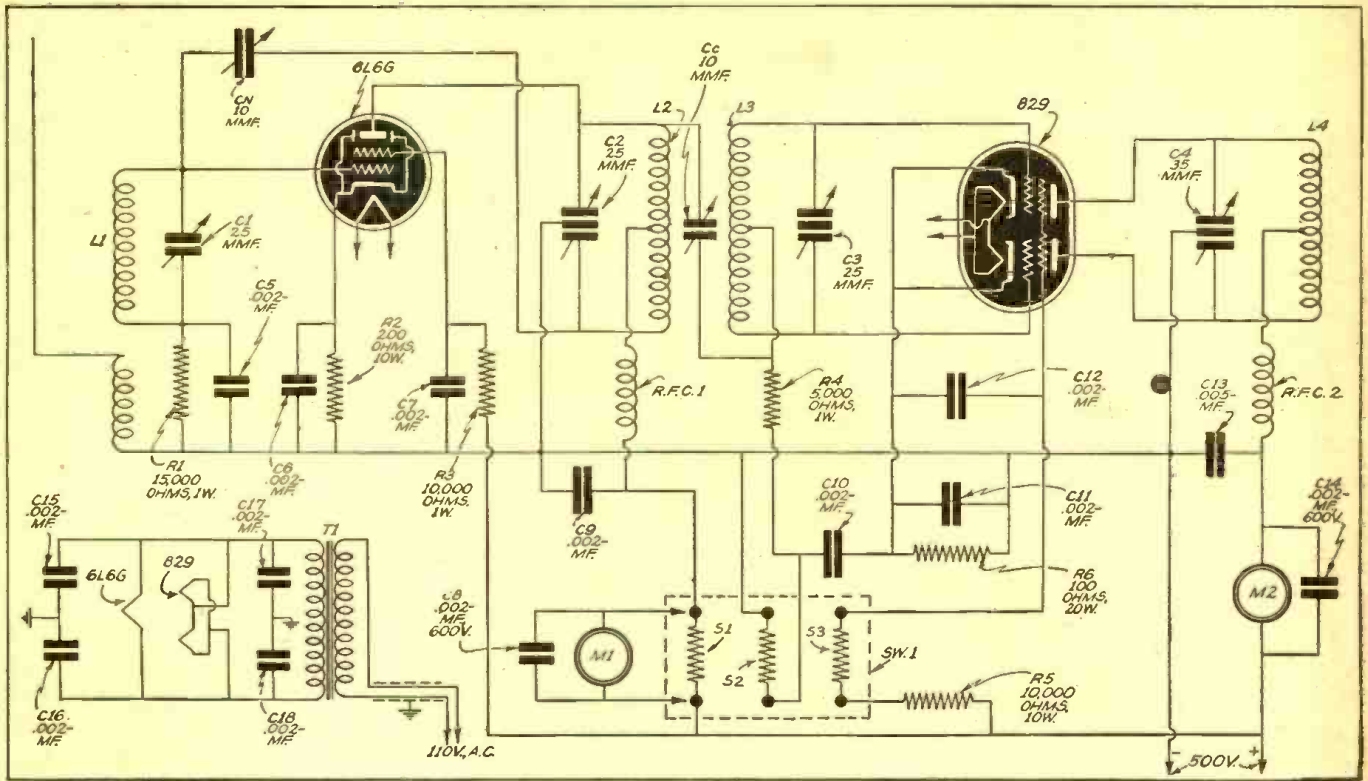 CN
10
MMF.
6L6G
Cc
10
MMF.
C2
25
MMF.
L2
L3
829
C4
35
MMF.
L4
L1
C1
25
MMF.
C3
25
MMF.
C5
.002-
MF.
R2
200
OHMS,
10W.
C7
.002-
MF.
R.F.C.1
R4
5,000
OHMS,
1W.
C12
.002-
MF.
C13
.005-
MF.
R.F.C.2
R1
15,000
OHMS, 1W.
C6
.002-
MF.
R3
10,000
OHMS,
1W.
C9
.002-
MF.
C10
.002-
MF.
C11
.002-
MF.
C14
.002-
MF.
600V.
C15
.002-
MF.
C17
.002-
MF.
T1
6L6G
829
R6
100
OHMS,
20W.
C8
.002-
MF.
600V.
M1
S1
S2
S3
SW.1
M2
R5
10,000
OHMS,
10W.
C16
.002-
MF.
C18
.002-
MF.
110V., A.C.
- 500V. +